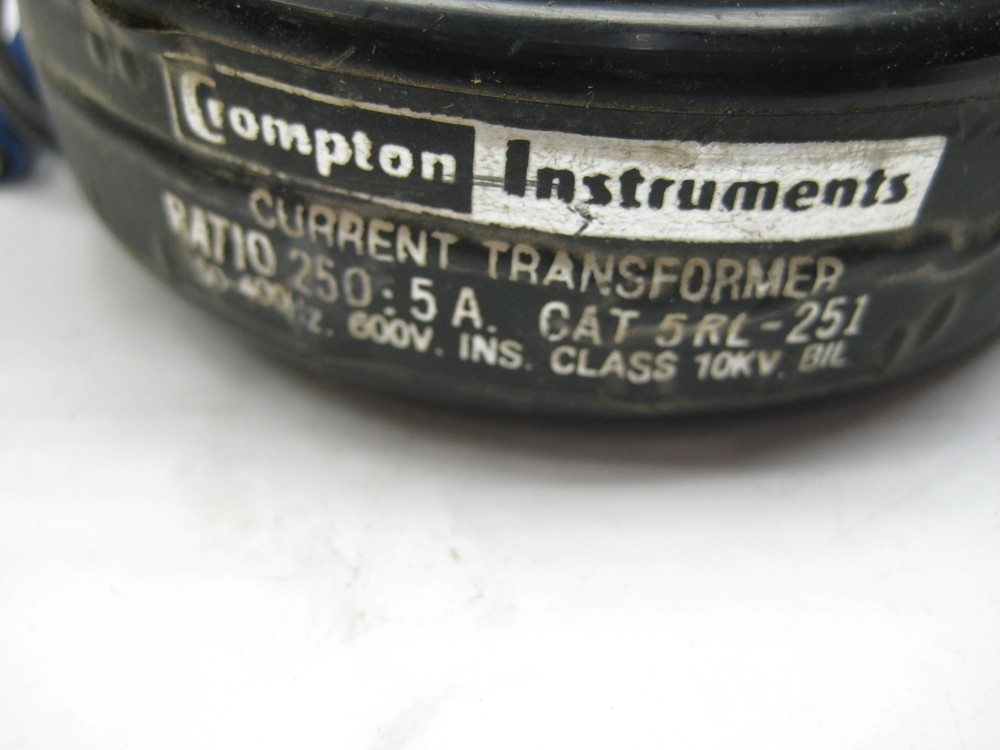 Crompton Instruments
CURRENT TRANSFORMER
RATIO 250:5 A. CAT 5RL-251
600V. INS. CLASS 10KV. BIL